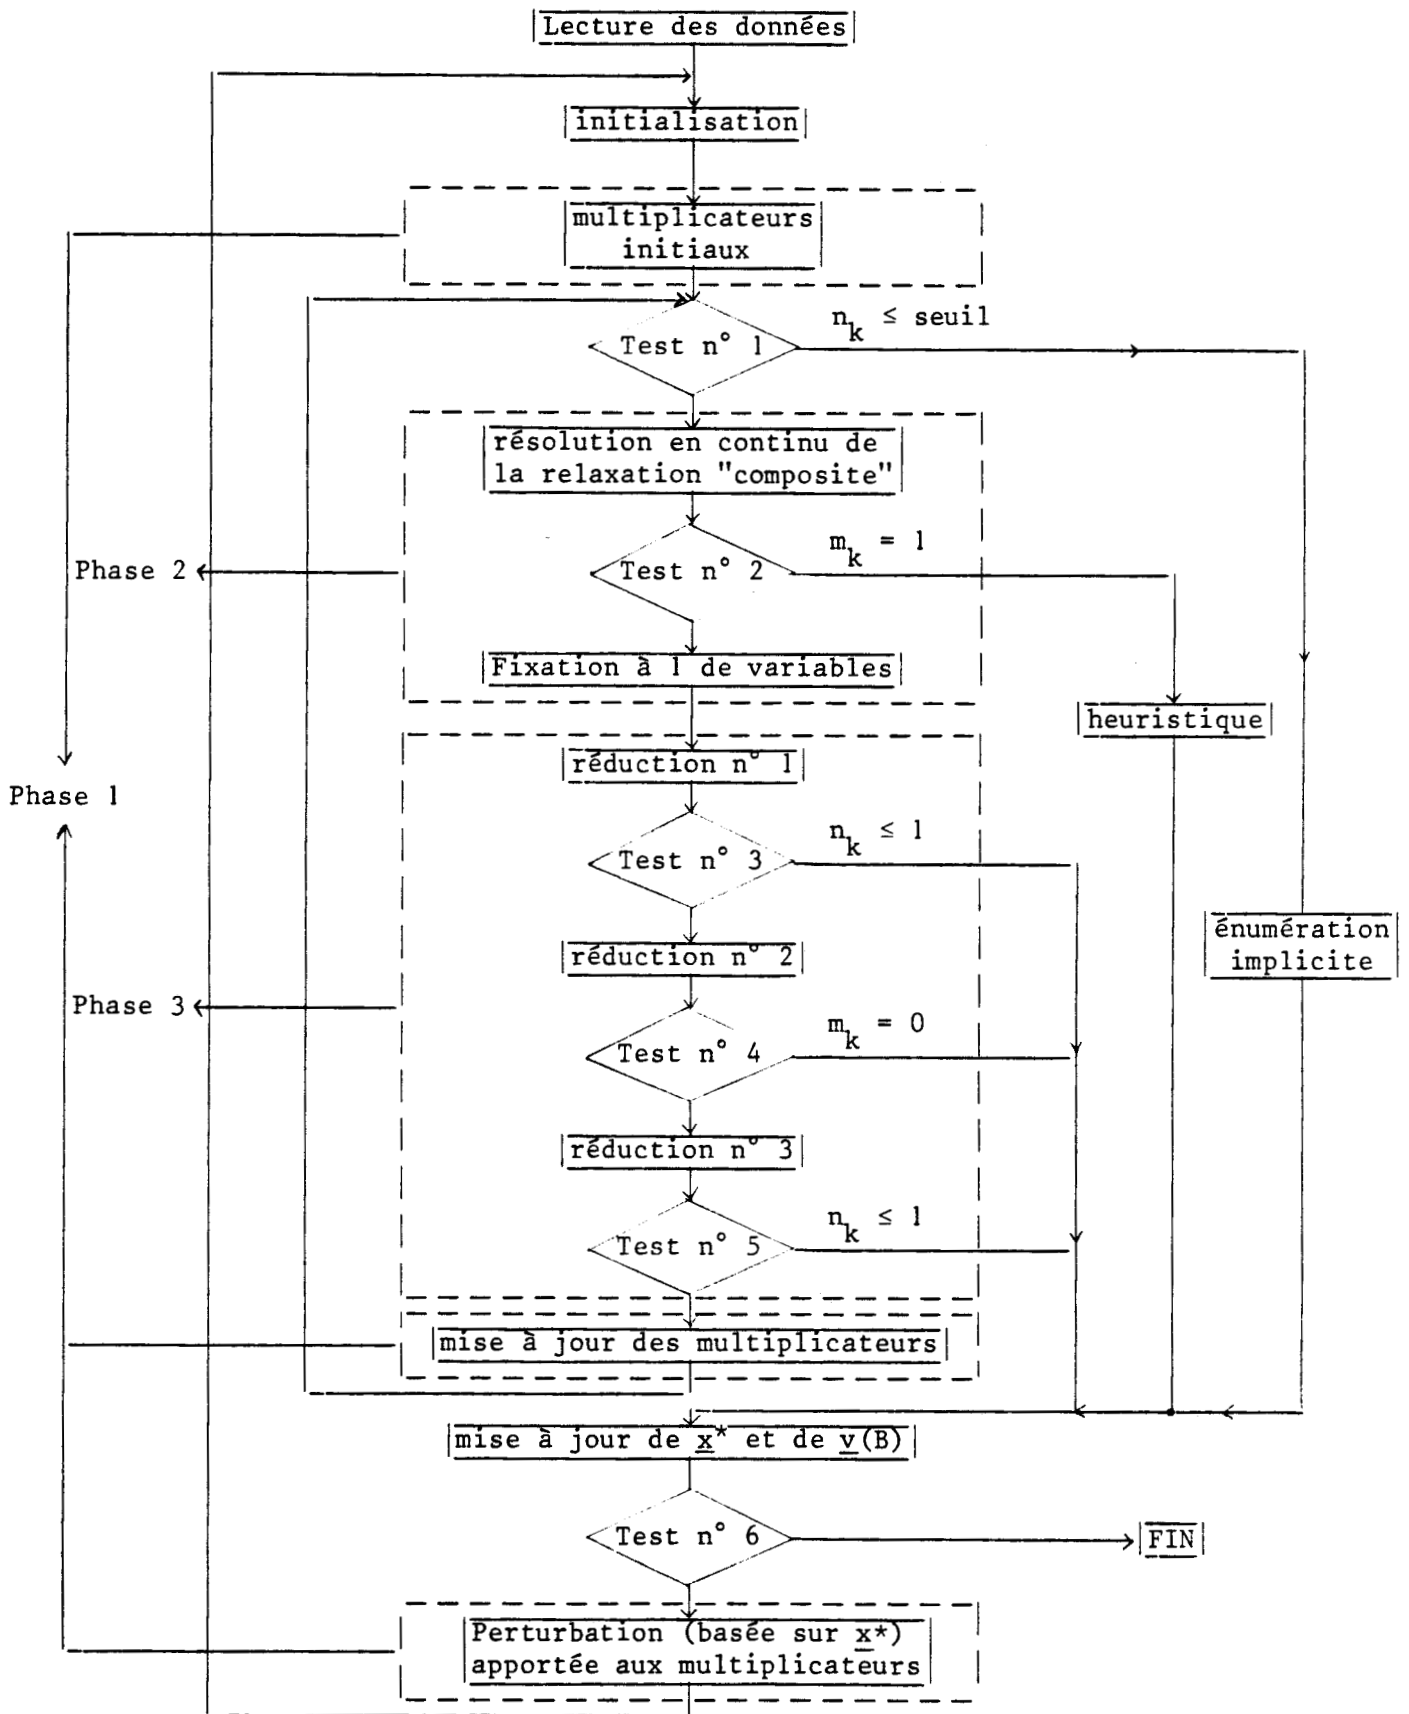 Lecture des données
initialisation
multiplicateurs
initiaux
n_k ≤ seuil
Test n° 1
résolution en continu de
la relaxation "composite"
m_k = 1
Phase 2
Test n° 2
Fixation à 1 de variables
heuristique
réduction n° 1
Phase 1
n_k ≤ 1
Test n° 3
énumération
implicite
réduction n° 2
Phase 3
m_k = 0
Test n° 4
réduction n° 3
n_k ≤ 1
Test n° 5
mise à jour des multiplicateurs
mise à jour de x* et de v(B)
Test n° 6
FIN
Perturbation (basée sur x*)
apportée aux multiplicateurs